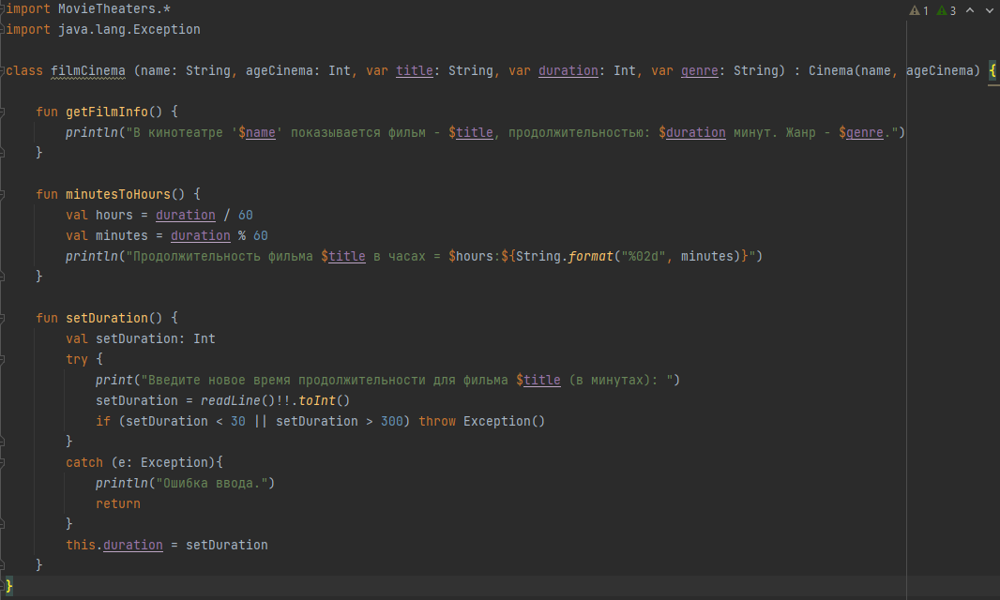 import MovieTheaters.*
import java.lang.Exception
1 3
class filmCinema (name: String, ageCinema: Int, var title: String, var duration: Int, var genre: String) : Cinema(name, ageCinema) {
fun getFilmInfo() {
println("В кинотеатре '$name' показывается фильм - $title, продолжительностью: $duration минут. Жанр - $genre.")
}
fun minutesToHours() {
val hours = duration / 60
val minutes = duration % 60
println("Продолжительность фильма $title в часах = $hours:${String.format("%02d", minutes)}")
}
fun setDuration() {
val setDuration: Int
try {
print("Введите новое время продолжительности для фильма $title (в минутах): ")
setDuration = readLine()!!.toInt()
if (setDuration < 30 || setDuration > 300) throw Exception()
}
catch (e: Exception){
println("Ошибка ввода.")
return
}
this.duration = setDuration
}
}